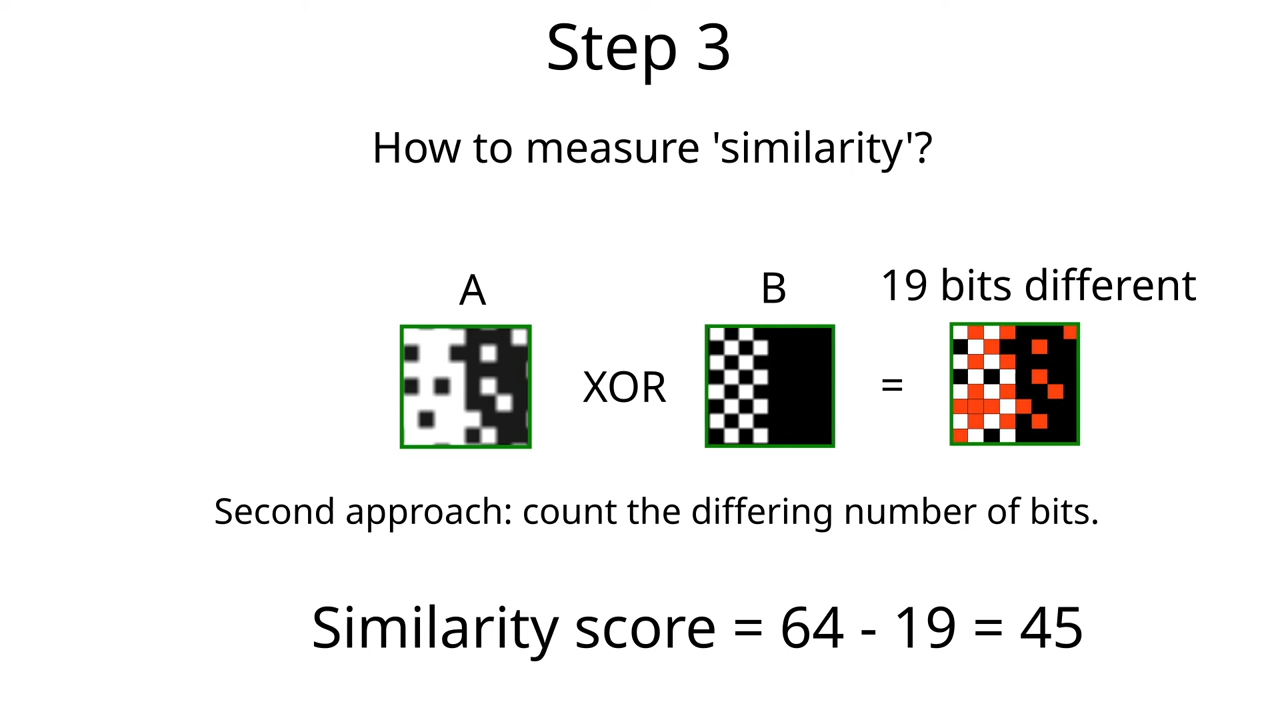 Step 3
How to measure 'similarity'?
A
B
19 bits different
XOR
=
Second approach: count the differing number of bits.
Similarity score = 64 - 19 = 45